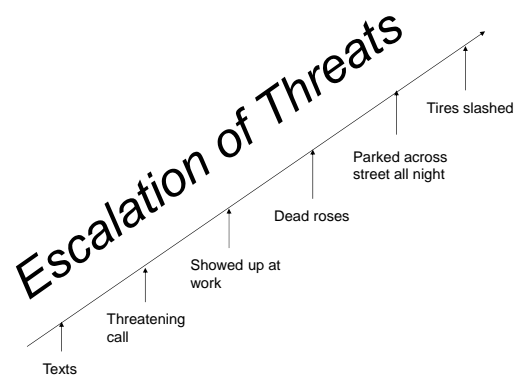 Escalation of Threats
Tires slashed
Parked across
street all night
Dead roses
Showed up at
work
Threatening
call
Texts